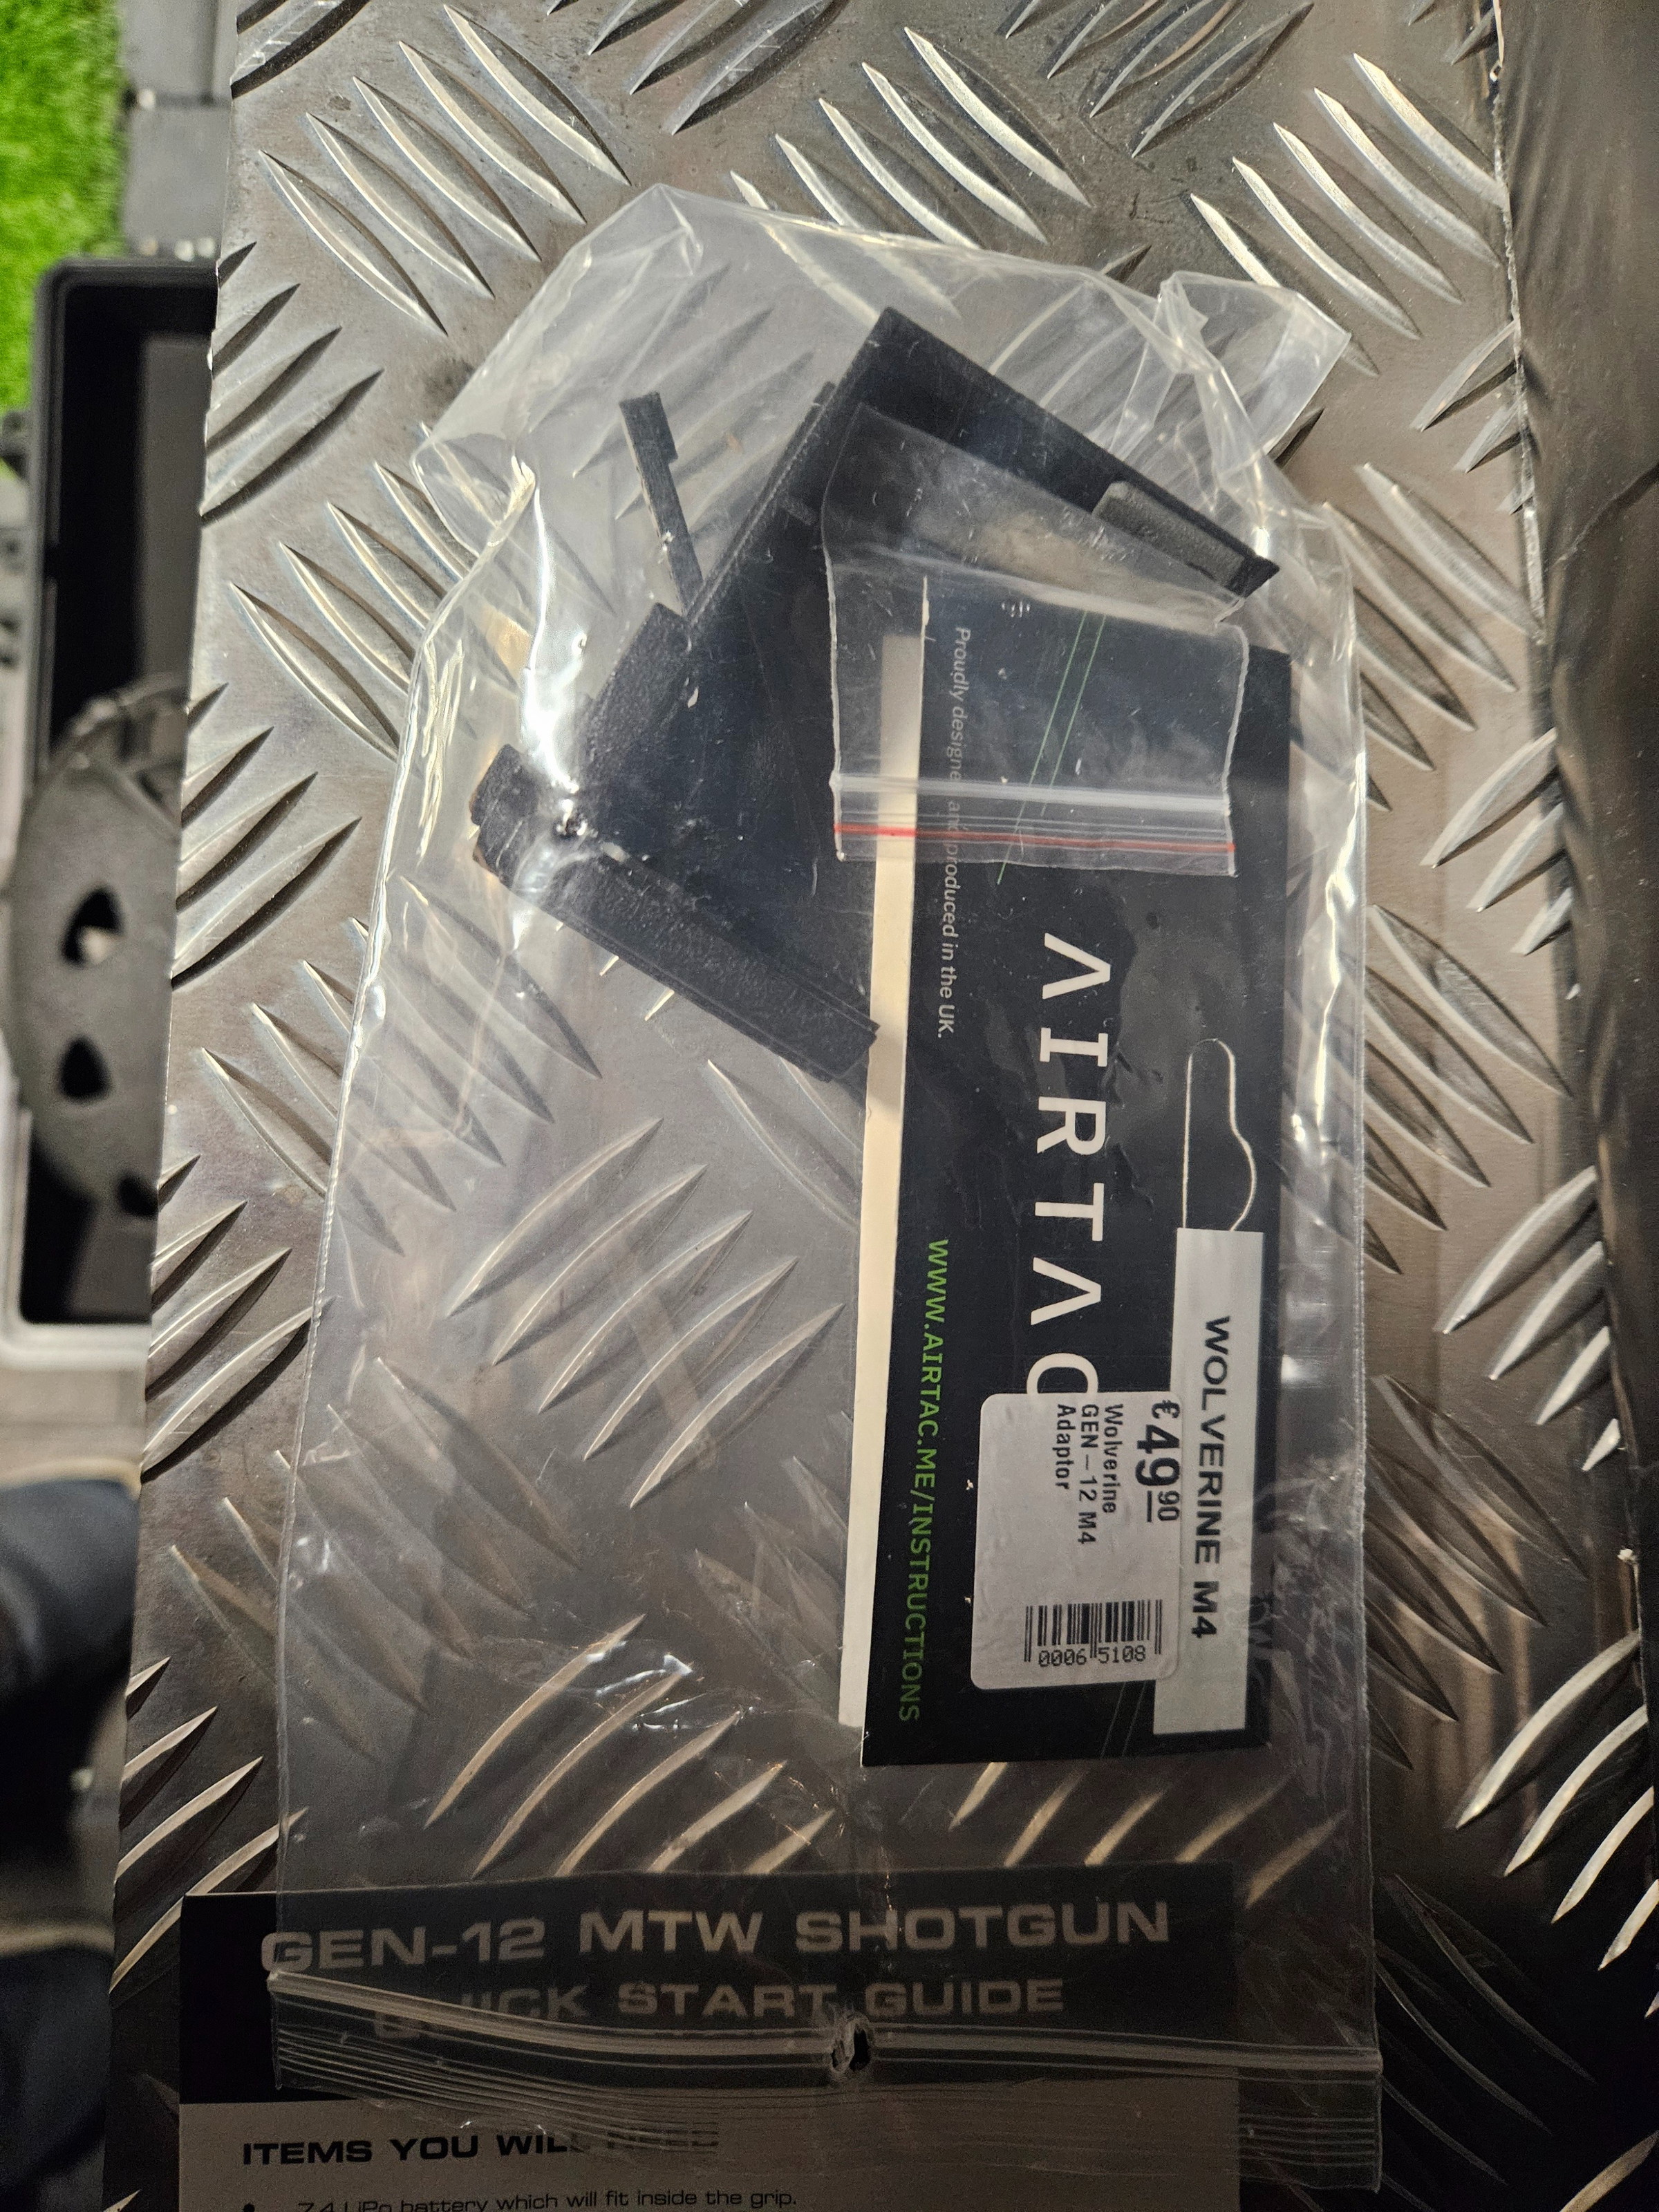 WOLVERINE M4
€49.90
Wolverine
GEN-12 M4
Adaptor
0006 5108
AIRTAC
Proudly designed and produced in the UK.
WWW.AIRTAC.ME/INSTRUCTIONS
GEN-12 MTW SHOTGUN
QUICK START GUIDE
ITEMS YOU WILL NEED
• 7.4 LiPo battery which will fit inside the grip.